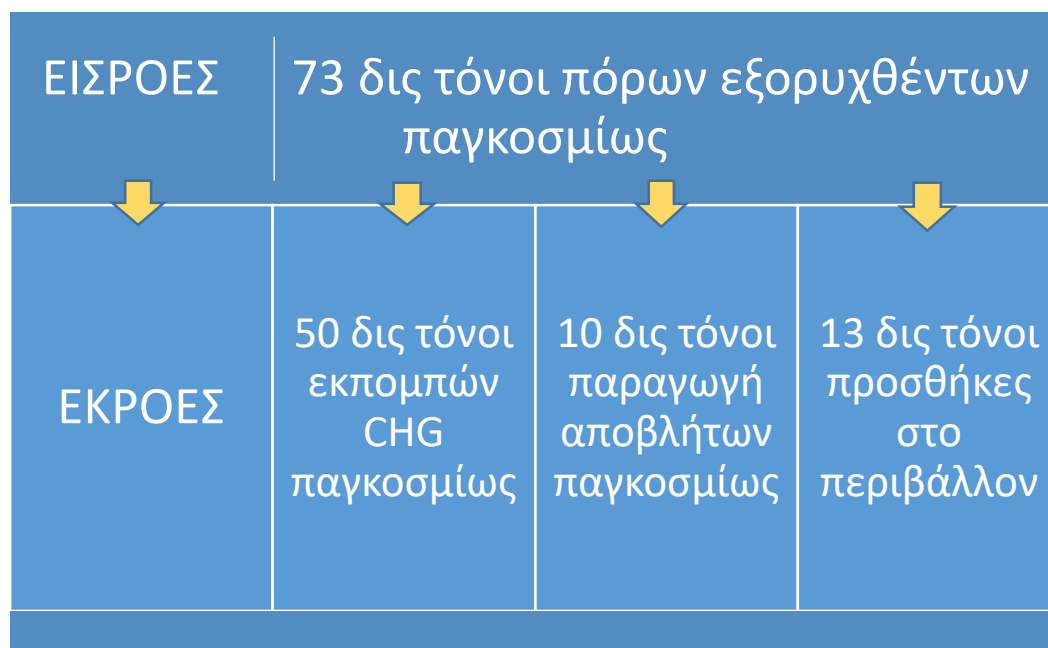 ΕΙΣΡΟΕΣ
73 δις τόνοι πόρων εξορυχθέντων
παγκοσμίως
ΕΚΡΟΕΣ
50 δις τόνοι
εκπομπών
CHG
παγκοσμίως
10 δις τόνοι
παραγωγή
αποβλήτων
παγκοσμίως
13 δις τόνοι
προσθήκες
στο
περιβάλλον